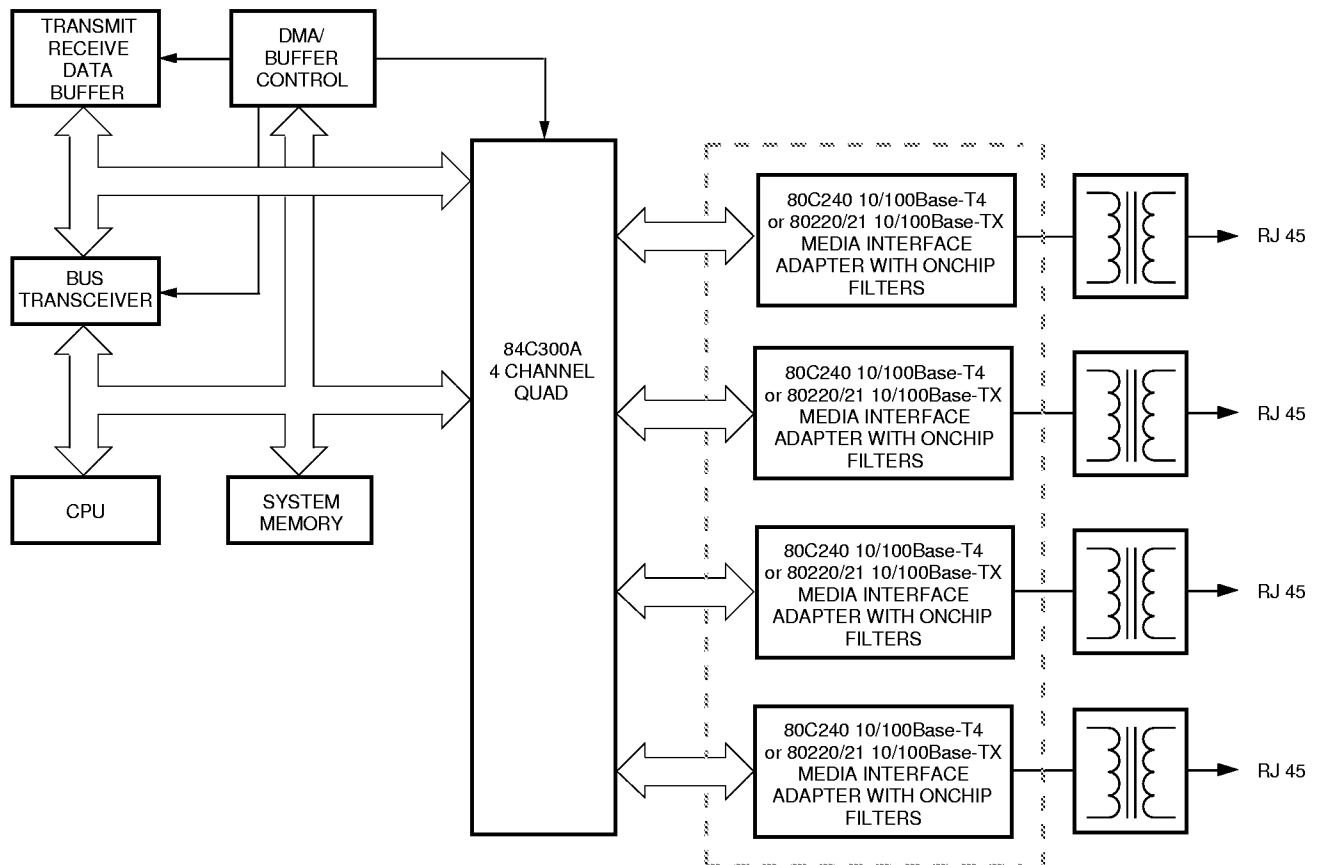 TRANSMIT
RECEIVE
DATA
BUFFER
DMA/
BUFFER
CONTROL
BUS
TRANSCEIVER
CPU
SYSTEM
MEMORY
84C300A
4 CHANNEL
QUAD
80C240 10/100Base-T4
or 80220/21 10/100Base-TX
MEDIA INTERFACE
ADAPTER WITH ONCHIP
FILTERS
RJ 45
80C240 10/100Base-T4
or 80220/21 10/100Base-TX
MEDIA INTERFACE
ADAPTER WITH ONCHIP
FILTERS
RJ 45
80C240 10/100Base-T4
or 80220/21 10/100Base-TX
MEDIA INTERFACE
ADAPTER WITH ONCHIP
FILTERS
RJ 45
80C240 10/100Base-T4
or 80220/21 10/100Base-TX
MEDIA INTERFACE
ADAPTER WITH ONCHIP
FILTERS
RJ 45